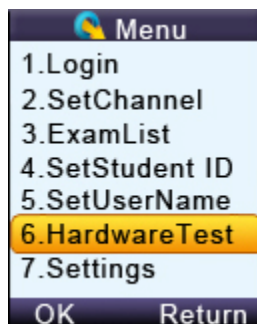 Menu
1.Login
2.SetChannel
3.ExamList
4.SetStudent ID
5.SetUserName
6.HardwareTest
7.Settings
OK Return